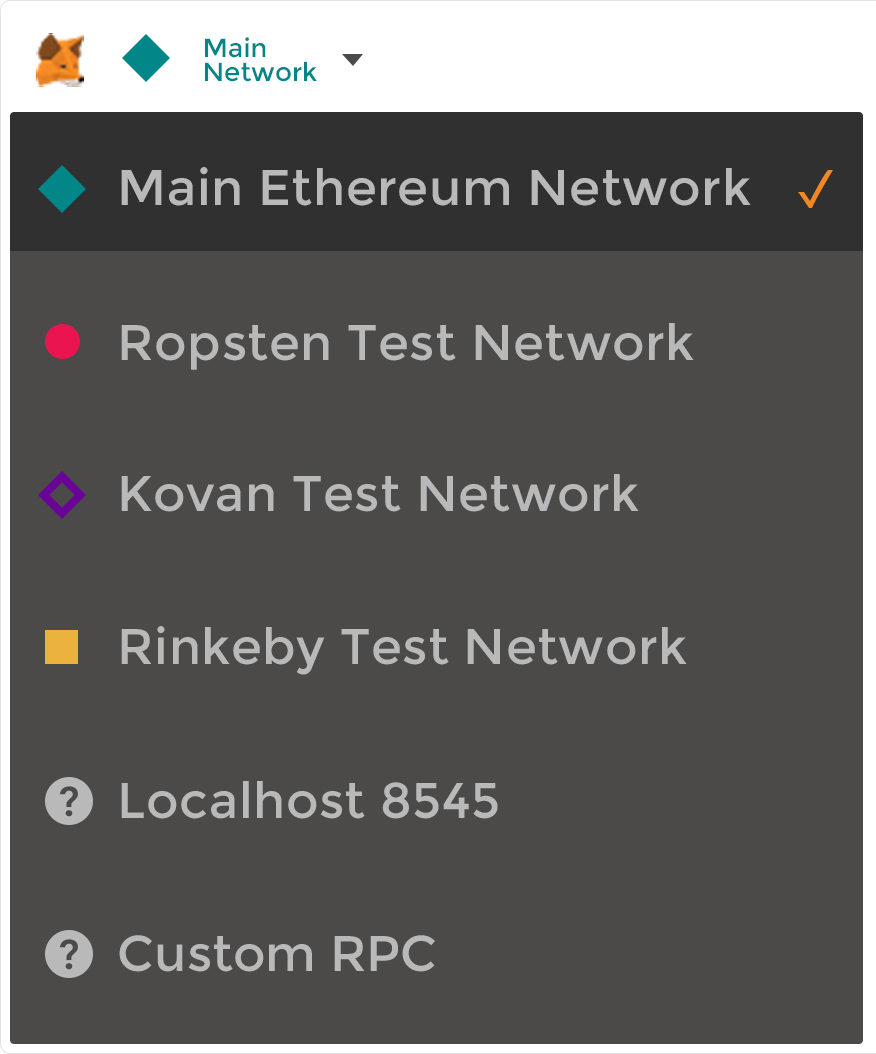 Main
Network
Main Ethereum Network ✓
Ropsten Test Network
Kovan Test Network
Rinkeby Test Network
? Localhost 8545
? Custom RPC